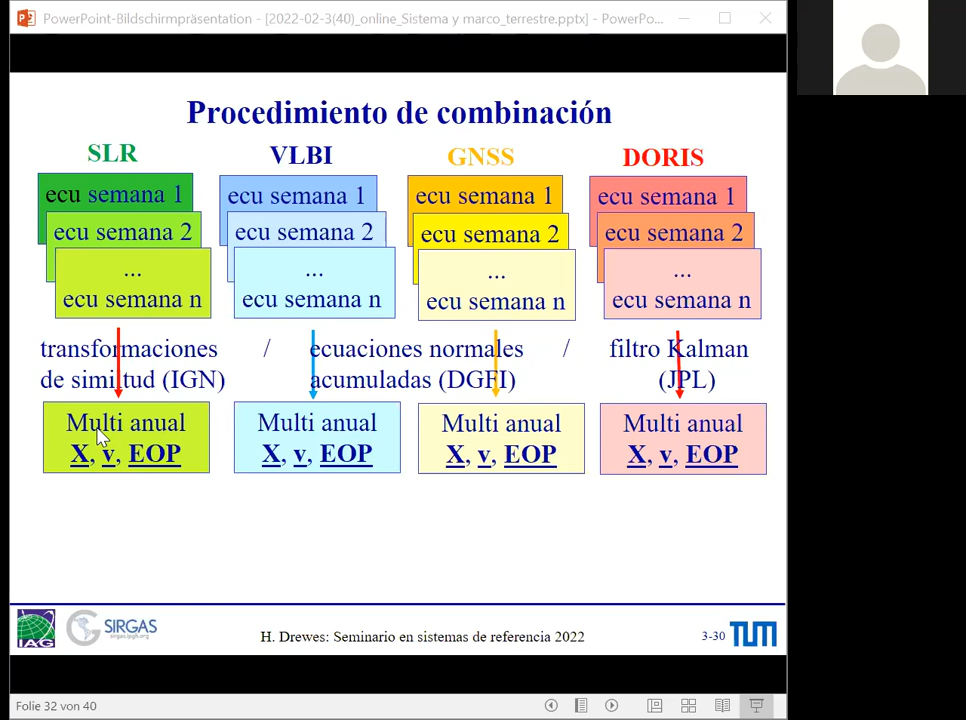 PowerPoint-Bildschirmpräsentation - [2022-02-3(40)_online_Sistema y marco_terrestre.pptx] - PowerPo...
Procedimiento de combinación
SLR
VLBI
GNSS
DORIS
ecu semana 1
ecu semana 2
...
ecu semana n
ecu semana 1
ecu semana 2
...
ecu semana n
ecu semana 1
ecu semana 2
...
ecu semana n
ecu semana 1
ecu semana 2
...
ecu semana n
transformaciones / ecuaciones normales / filtro Kalman
de similtud (IGN) acumuladas (DGFI) (JPL)
Multi anual
X, v, EOP
Multi anual
X, v, EOP
Multi anual
X, v, EOP
Multi anual
X, v, EOP
IAG
SIRGAS
sirgas.ipgh.org
H. Drewes: Seminario en sistemas de referencia 2022
3-30
TUM
Folie 32 von 40